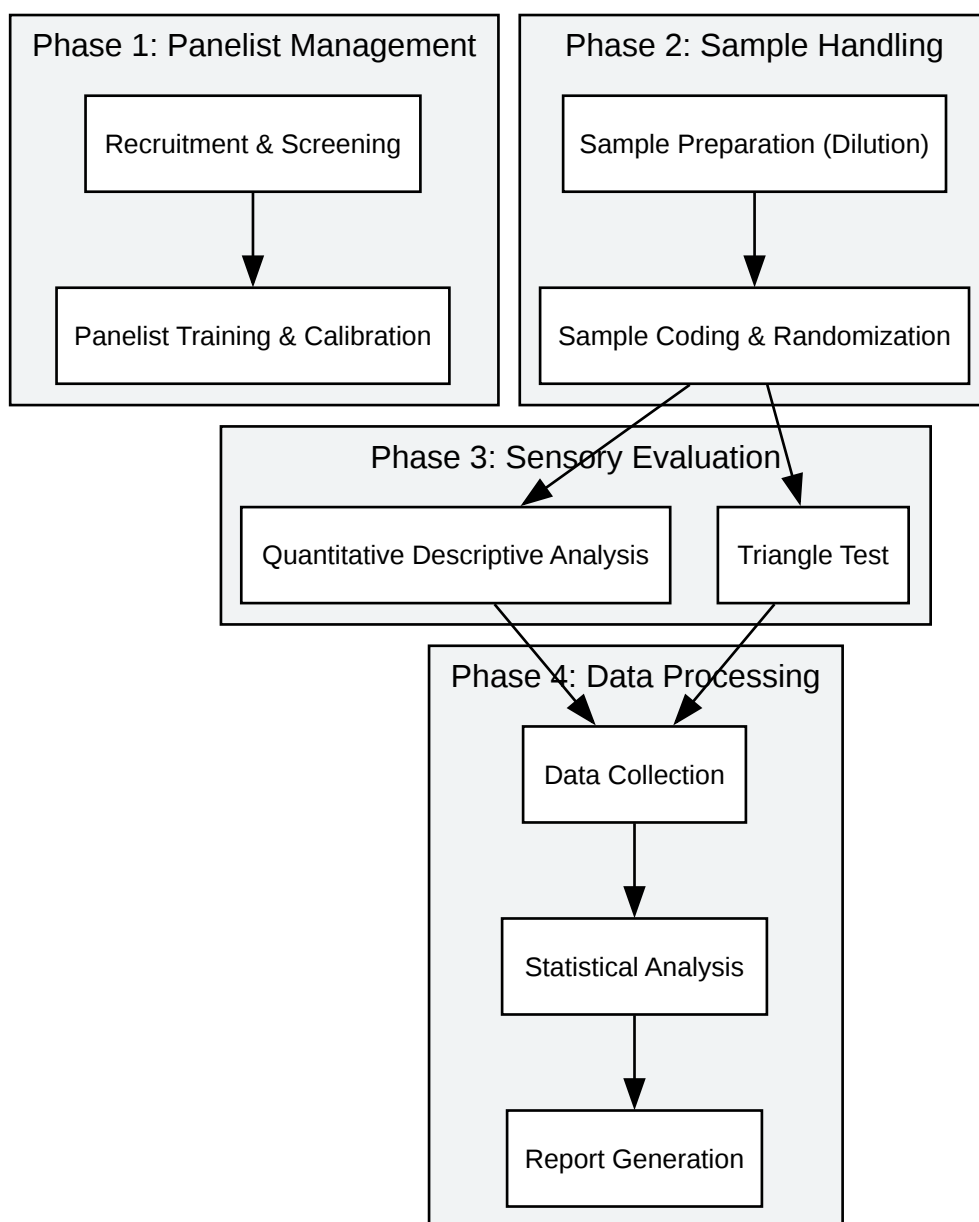 Phase 1: Panelist Management
Recruitment & Screening
Panelist Training & Calibration
Phase 2: Sample Handling
Sample Preparation (Dilution)
Sample Coding & Randomization
Phase 3: Sensory Evaluation
Quantitative Descriptive Analysis
Triangle Test
Phase 4: Data Processing
Data Collection
Statistical Analysis
Report Generation